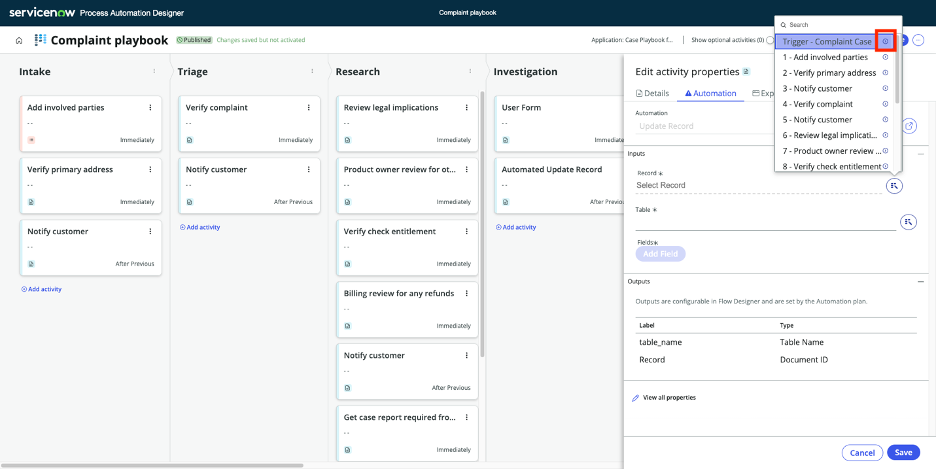 servicenow Process Automation Designer
Complaint playbook
Complaint playbook
Published
Changes saved but not activated
Application: Case Playbook f...
Show optional activities (0)
Intake
Add involved parties
--
Immediately
Verify primary address
--
Immediately
Notify customer
--
After Previous
Add activity
Triage
Verify complaint
--
Immediately
Notify customer
--
After Previous
Add activity
Research
Review legal implications
--
Immediately
Product owner review for ot...
--
Immediately
Verify check entitlement
--
Immediately
Billing review for any refunds
--
Immediately
Notify customer
--
After Previous
Get case report required fro...
--
Immediately
Investigation
User Form
--
Immediately
Automated Update Record
--
After Previous
Add activity
Edit activity properties
Details
Automation
Exp
Automation
Update Record
Inputs
Record
Select Record
Table
Fields
Add Field
Outputs
Outputs are configurable in Flow Designer and are set by the Automation plan.
Label Type
table_name Table Name
Record Document ID
View all properties
Cancel
Save
Search
Trigger - Complaint Case
1 - Add involved parties
2 - Verify primary address
3 - Notify customer
4 - Verify complaint
5 - Notify customer
6 - Review legal implicati...
7 - Product owner review ...
8 - Verify check entitlement